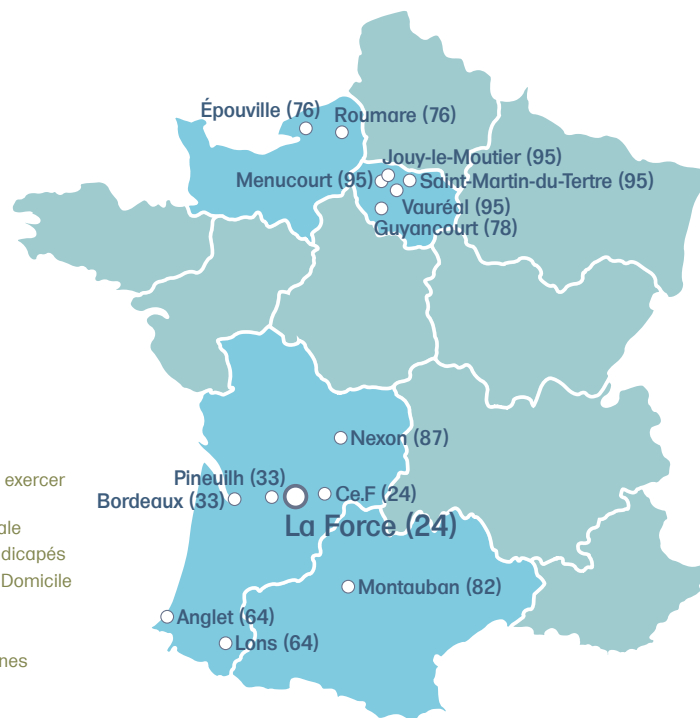 Épouville (76)
Roumare (76)
Jouy-le-Moutier (95)
Menucourt (95)
Saint-Martin-du-Tertre (95)
Vauréal (95)
Guyancourt (78)
Nexon (87)
exercer
Pineuilh (33)
Bordeaux (33)
Ce.F (24)
La Force (24)
ale
dicapés
Domicile
Montauban (82)
Anglet (64)
Lons (64)
nes